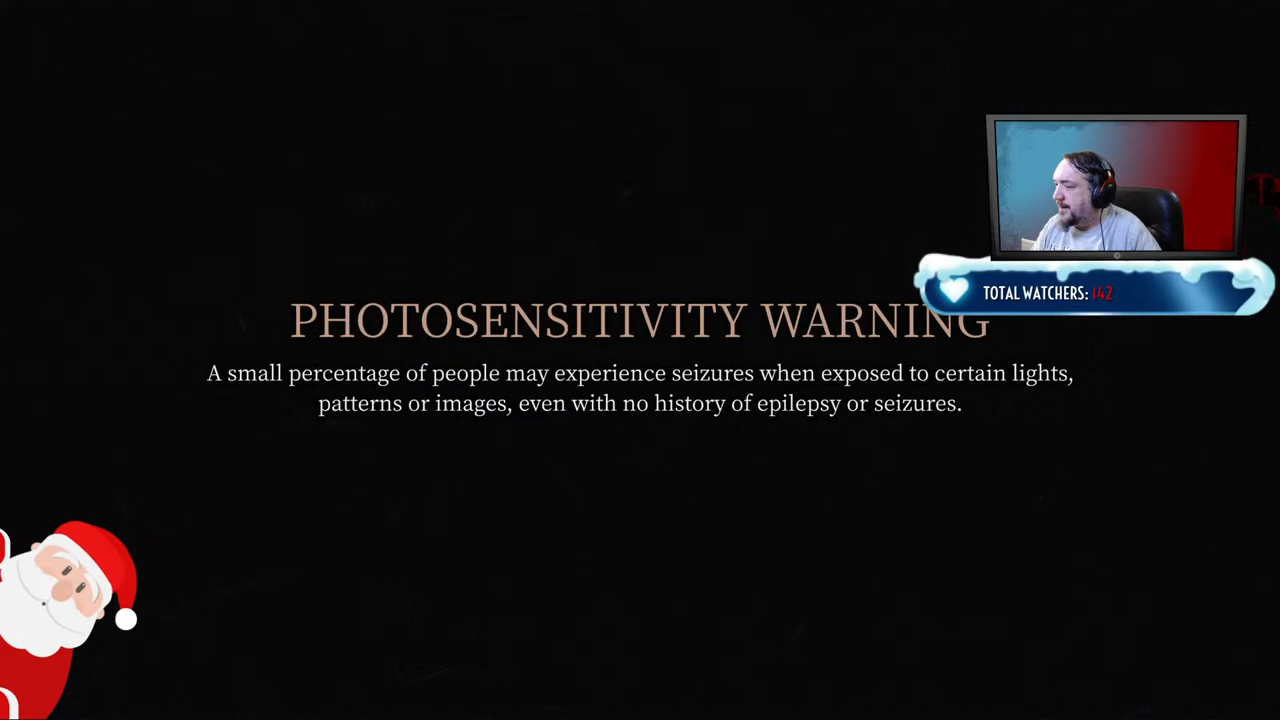 TOTAL WATCHERS: 142
PHOTOSENSITIVITY WARNING
A small percentage of people may experience seizures when exposed to certain lights,
patterns or images, even with no history of epilepsy or seizures.